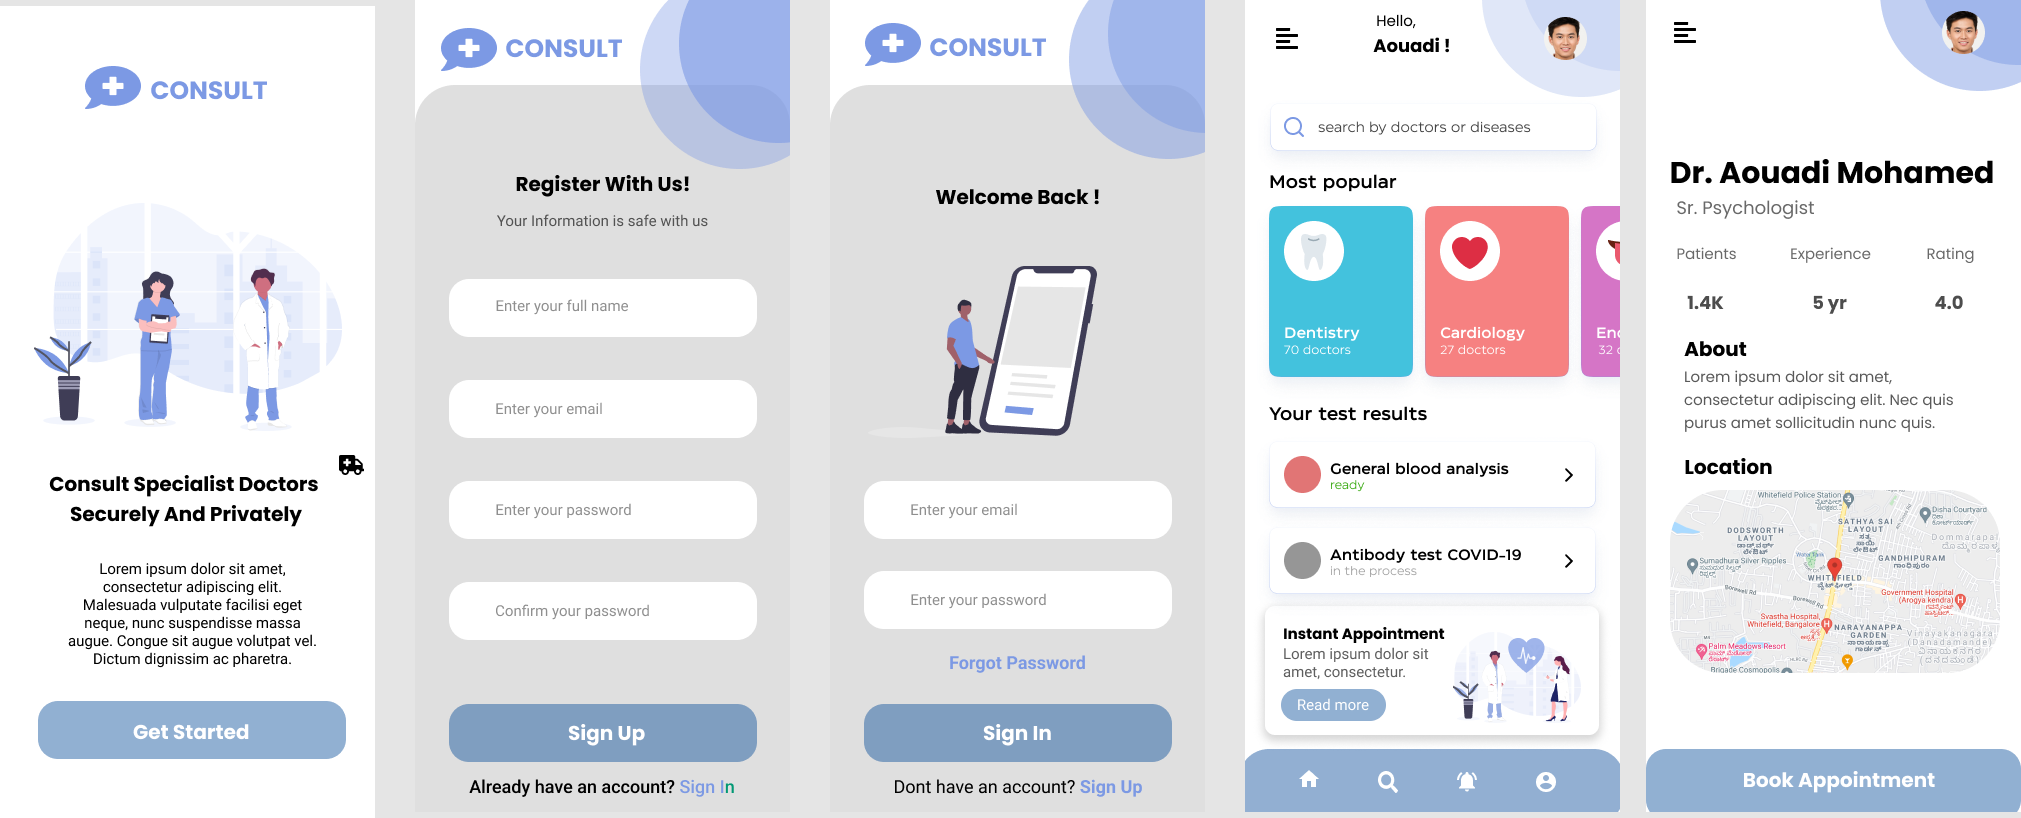 CONSULT
Consult Specialist Doctors
Securely And Privately
Lorem ipsum dolor sit amet,
consectetur adipiscing elit.
Malesuada vulputate facilisi eget
neque, nunc suspendisse massa
augue. Congue sit augue volutpat vel.
Dictum dignissim ac pharetra.
Get Started
CONSULT
Register With Us!
Your Information is safe with us
Enter your full name
Enter your email
Enter your password
Confirm your password
Sign Up
Already have an account? Sign In
CONSULT
Welcome Back !
Enter your email
Enter your password
Forgot Password
Sign In
Dont have an account? Sign Up
Hello,
Aouadi !
search by doctors or diseases
Most popular
Dentistry
70 doctors
Cardiology
27 doctors
32
Your test results
General blood analysis
ready
Antibody test COVID-19
in the process
Instant Appointment
Lorem ipsum dolor sit
amet, consectetur.
Read more
Dr. Aouadi Mohamed
Sr. Psychologist
Patients Experience Rating
1.4K 5 yr 4.0
About
Lorem ipsum dolor sit amet,
consectetur adipiscing elit. Nec quis
purus amet sollicitudin nunc quis.
Location
Whitefield Police Station
Disha Courtyard
SATHYA SAI
LAYOUT
DODSWORTH
LAYOUT
Dommarapal
Sumadhura Silver Ripples
GANDHIPURAM
WHITEFIELD
Borewell Rd
Borewell Rd
Government Hospital
(Arogya kendra)
Svastha Hospital,
Whitefield, Bangalore
NARAYANAPPA
GARDEN
Vinayakanagara
(Danadamande)
Palm Meadows Resort
Brigade Cosmopolis
Book Appointment